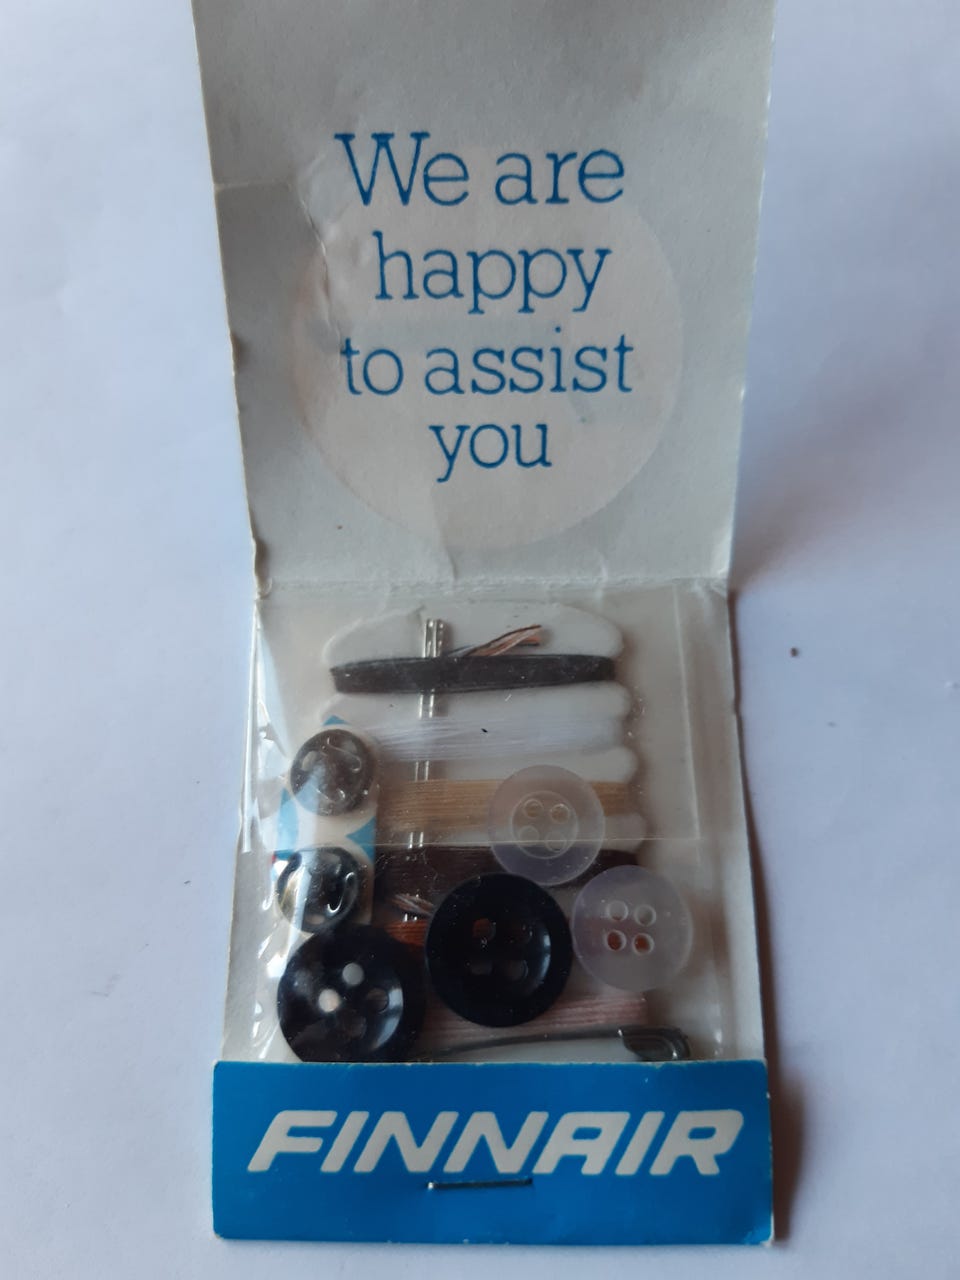 We are
happy
to assist
you
FINNAIR